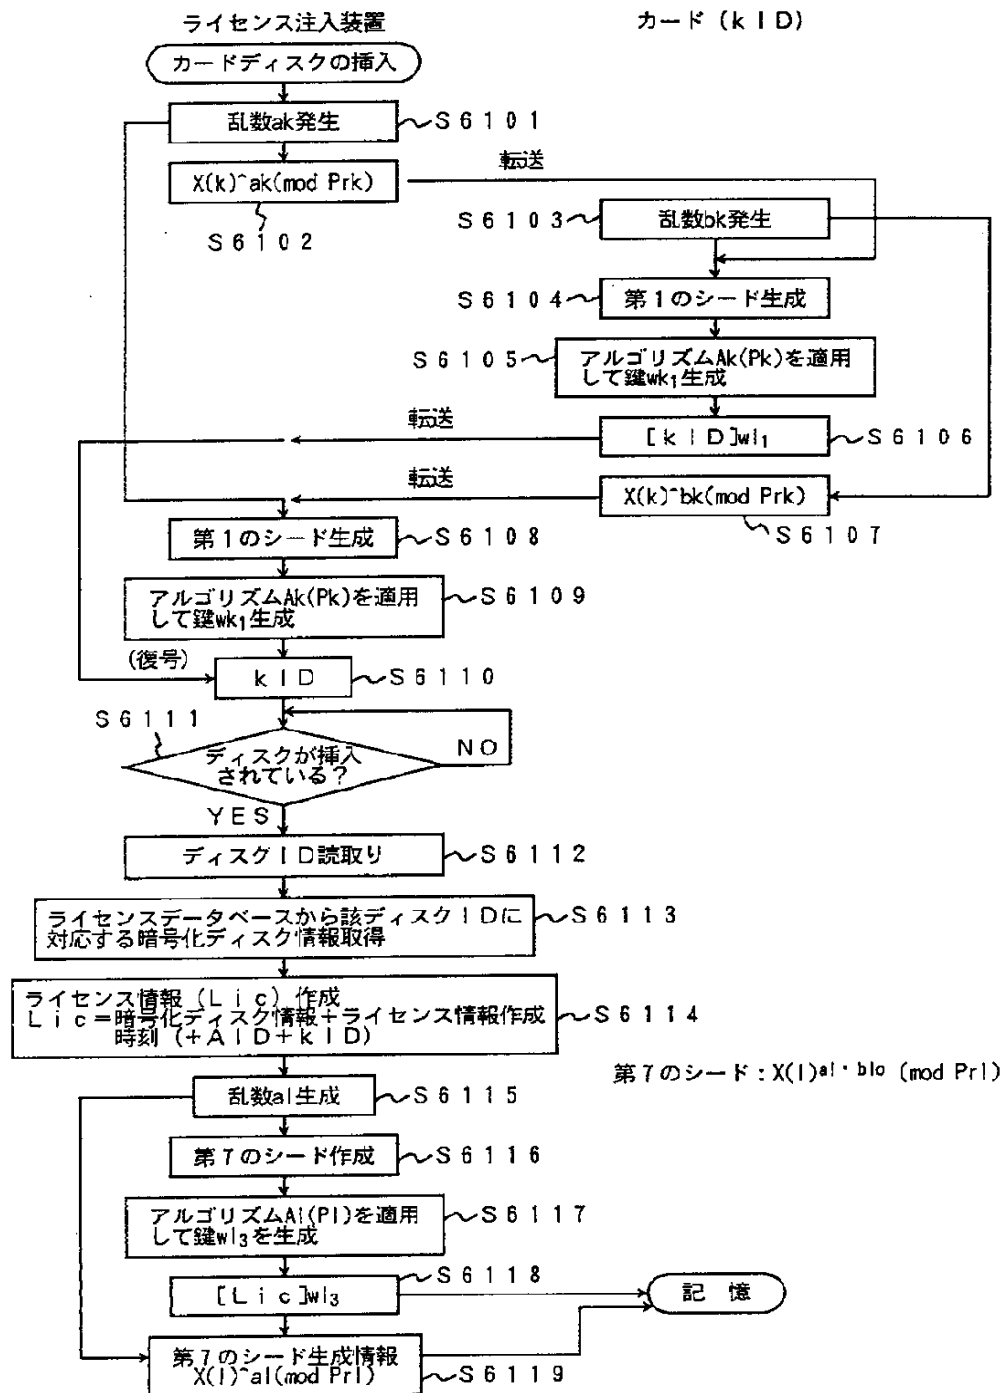 ライセンス注入装置
カード (kID)
カードディスクの挿入
乱数ak発生
S6101
転送
X(k)^ak(mod Prk)
S6102
S6103
乱数bk発生
S6104
第1のシード生成
S6105
アルゴリズムAk(Pk)を適用
して鍵wk1生成
転送
[kID]wl1
S6106
転送
X(k)^bk(mod Prk)
S6107
第1のシード生成
S6108
アルゴリズムAk(Pk)を適用
して鍵wk1生成
S6109
(復号)
kID
S6110
S6111
ディスクが挿入
されている?
NO
YES
ディスクID読取り
S6112
ライセンスデータベースから該ディスクIDに
対応する暗号化ディスク情報取得
S6113
ライセンス情報 (Lic) 作成
Lic=暗号化ディスク情報+ライセンス情報作成
時刻 (+AID+kID)
S6114
第7のシード:X(l)al・blo (mod Prl)
乱数al生成
S6115
第7のシード作成
S6116
アルゴリズムAl(Pl)を適用
して鍵wl3を生成
S6117
S6118
[Lic]wl3
記 憶
第7のシード生成情報
X(l)^al(mod Prl)
S6119